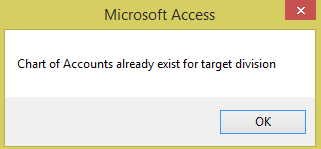 Microsoft Access
Chart of Accounts already exist for target division
OK